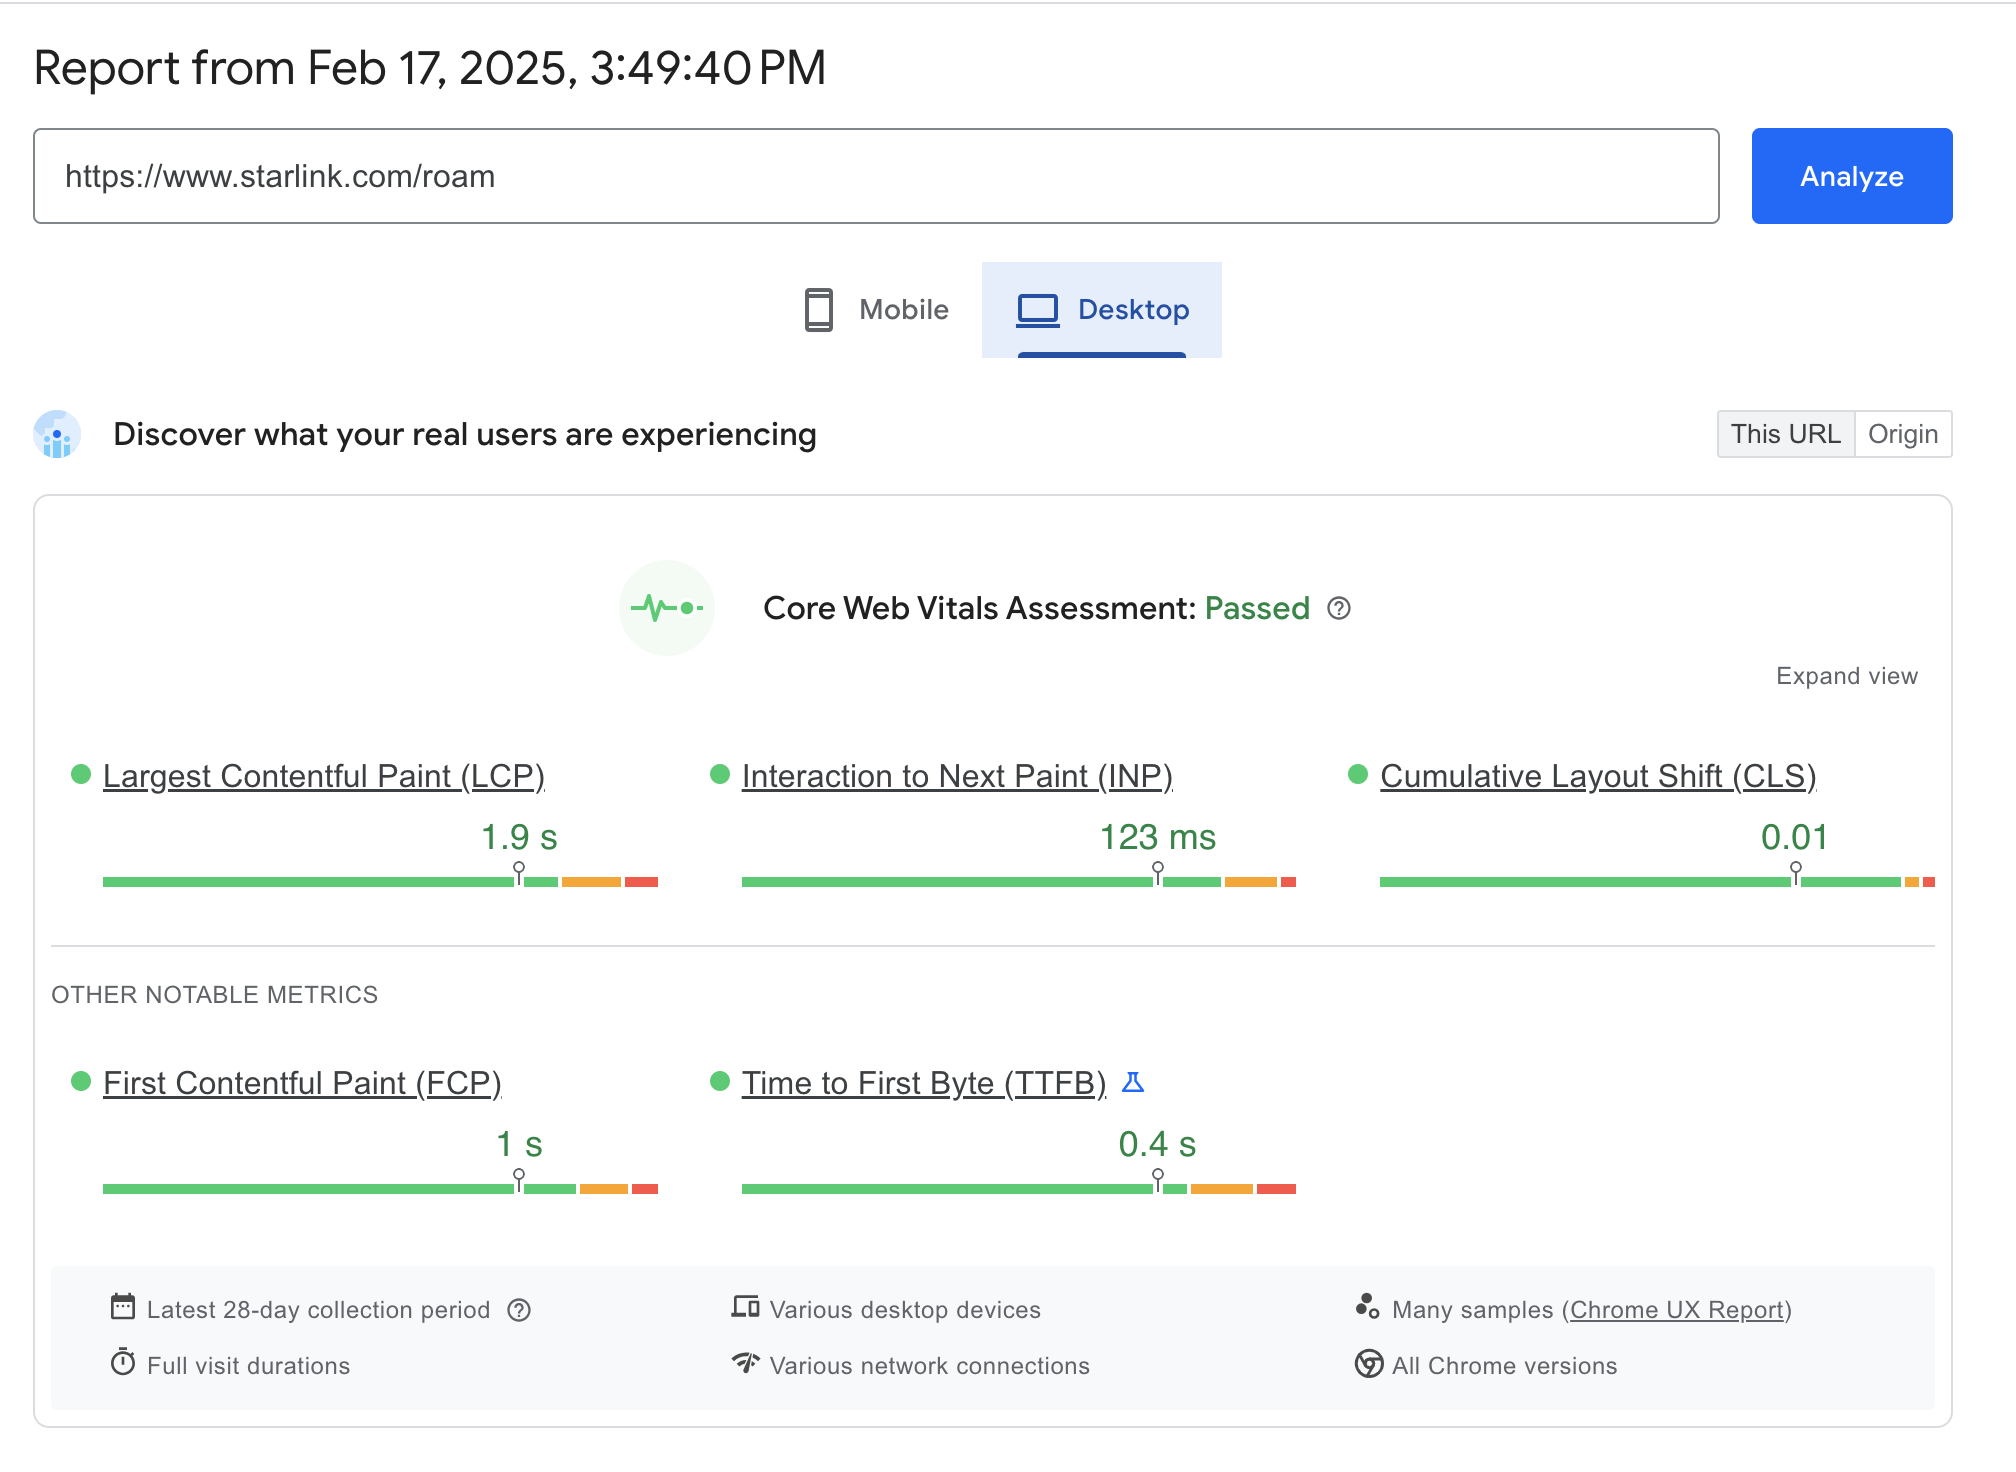 Report from Feb 17, 2025, 3:49:40 PM
https://www.starlink.com/roam
Analyze
Mobile
Desktop
Discover what your real users are experiencing
This URL
Origin
Core Web Vitals Assessment: Passed
Expand view
Largest Contentful Paint (LCP)
1.9 s
Interaction to Next Paint (INP)
123 ms
Cumulative Layout Shift (CLS)
0.01
OTHER NOTABLE METRICS
First Contentful Paint (FCP)
1 s
Time to First Byte (TTFB)
0.4 s
Latest 28-day collection period
Various desktop devices
Many samples (Chrome UX Report)
Full visit durations
Various network connections
All Chrome versions